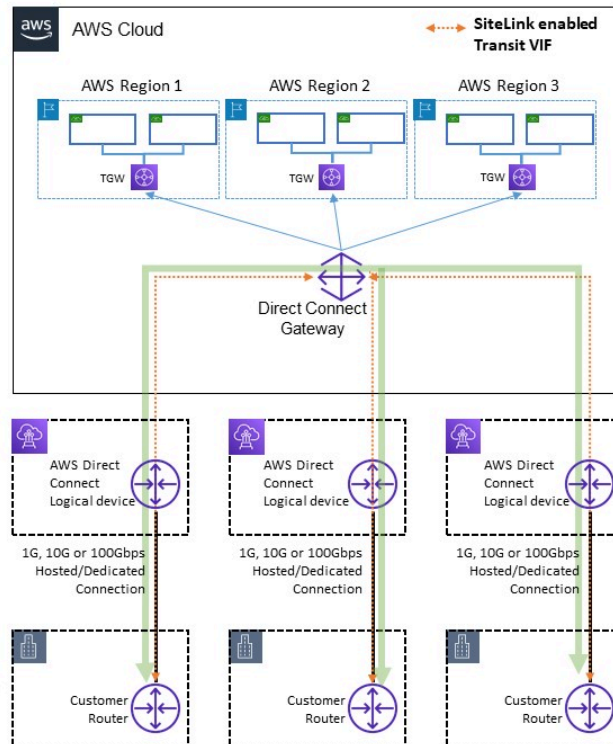 aws
AWS Cloud
SiteLink enabled
Transit VIF
AWS Region 1
AWS Region 2
AWS Region 3
TGW
TGW
TGW
Direct Connect
Gateway
AWS Direct
Connect
Logical device
AWS Direct
Connect
Logical device
AWS Direct
Connect
Logical device
1G, 10G or 100Gbps
Hosted/Dedicated
Connection
1G, 10G or 100Gbps
Hosted/Dedicated
Connection
1G, 10G or 100Gbps
Hosted/Dedicated
Connection
Customer
Router
Customer
Router
Customer
Router